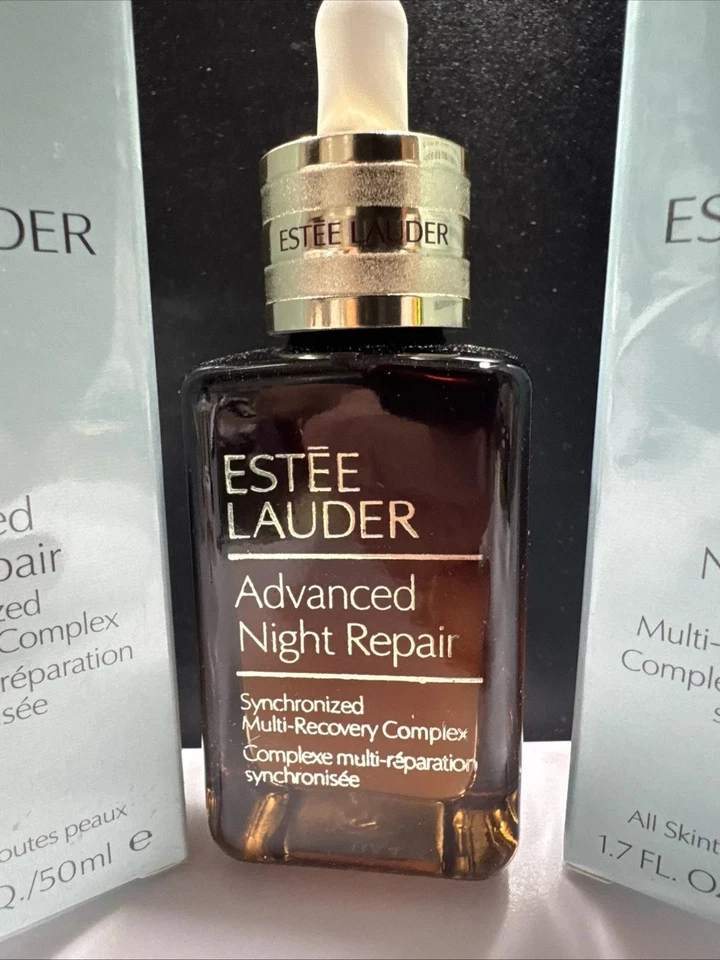 DER
ed
pair
zed
Complex
réparation
sée
outes peaux
./50ml e
ESTĒE LAUDER
ESTĒE
LAUDER
Advanced
Night Repair
Synchronized
Multi-Recovery Complex
Complexe multi-réparation
synchronisée
ES
N
Multi-
Comple
s
All Skint
1.7 FL. O